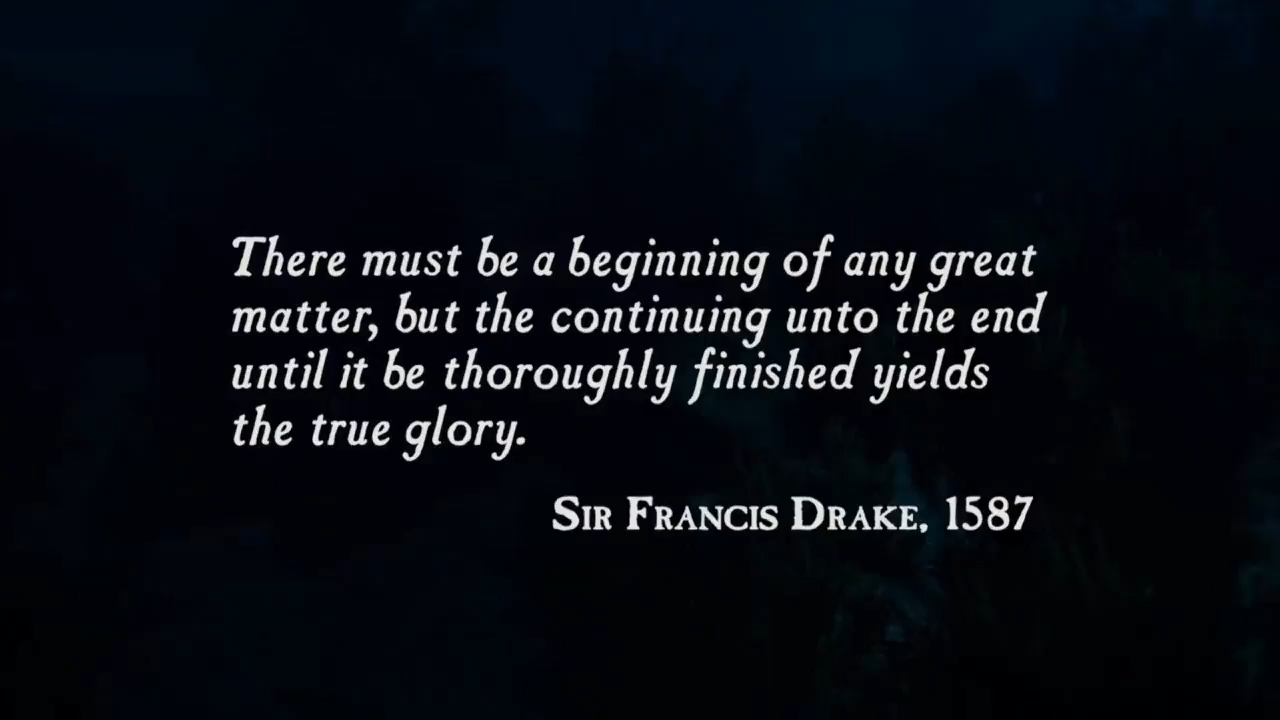 There must be a beginning of any great
matter, but the continuing unto the end
until it be thoroughly finished yields
the true glory.
Sir Francis Drake, 1587